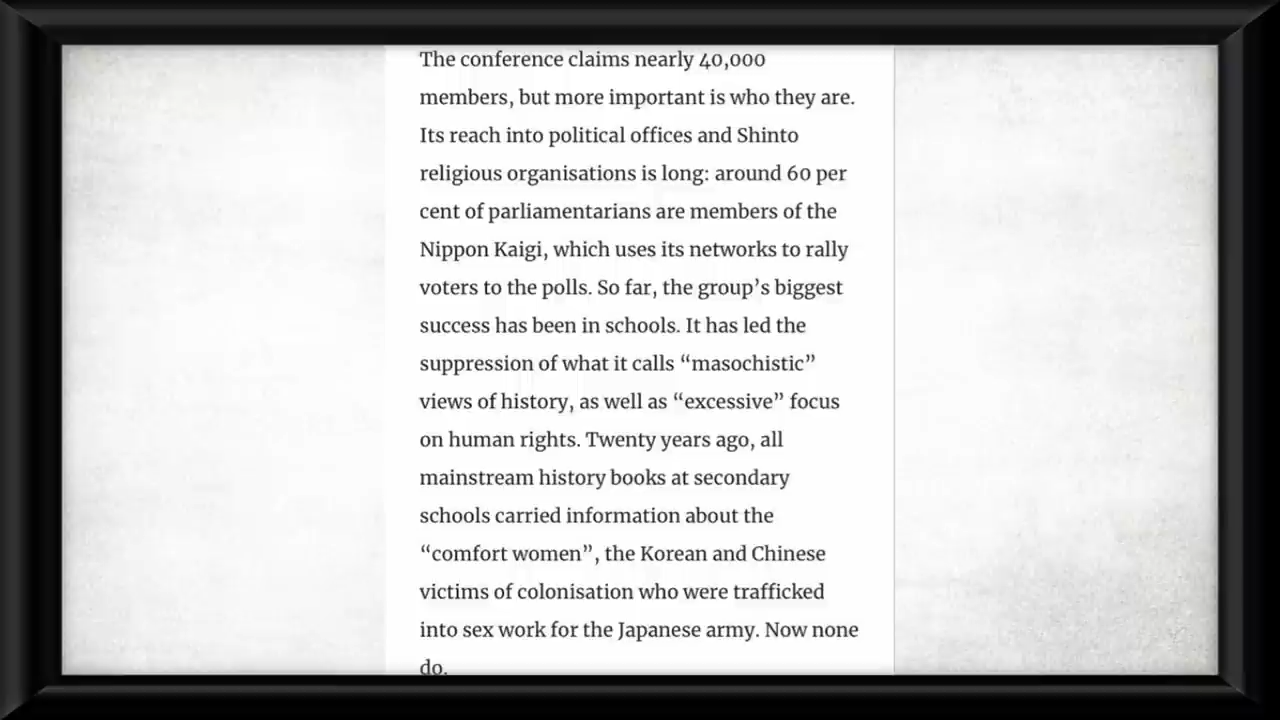 The conference claims nearly 40,000
members, but more important is who they are.
Its reach into political offices and Shinto
religious organisations is long: around 60 per
cent of parliamentarians are members of the
Nippon Kaigi, which uses its networks to rally
voters to the polls. So far, the group’s biggest
success has been in schools. It has led the
suppression of what it calls “masochistic”
views of history, as well as “excessive” focus
on human rights. Twenty years ago, all
mainstream history books at secondary
schools carried information about the
“comfort women”, the Korean and Chinese
victims of colonisation who were trafficked
into sex work for the Japanese army. Now none
do.